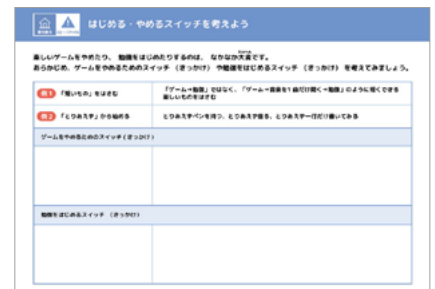 はじめる・やめるスイッチを考えよう
楽しいゲームをやめたり、勉強をはじめたりするのは、なかなか大変です。
あらかじめ、ゲームをやめるためのスイッチ（きっかけ）や勉強をはじめるスイッチ（きっかけ）を考えてみましょう。
例1 「軽いもの」をはさむ
「ゲーム→勉強」ではなく、「ゲーム→音楽を1曲だけ聞く→勉強」のように軽くできる
楽しいものをはさむ
例2 「とりあえず」から始める
とりあえずペンを持つ、とりあえず座る、とりあえず一行だけ書いてみる
ゲームをやめるためのスイッチ（きっかけ）
勉強をはじめるスイッチ（きっかけ）